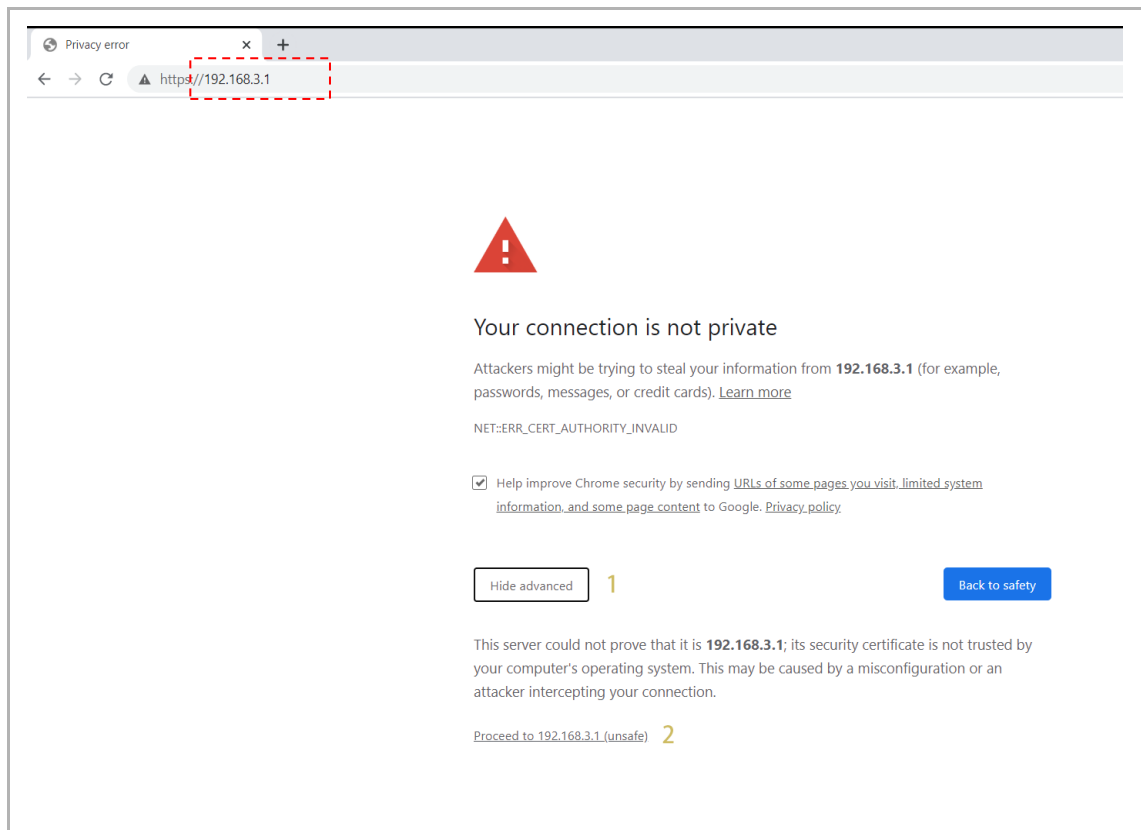 Privacy error
https://192.168.3.1
Your connection is not private
Attackers might be trying to steal your information from 192.168.3.1 (for example,
passwords, messages, or credit cards). Learn more
NET::ERR_CERT_AUTHORITY_INVALID
Help improve Chrome security by sending URLs of some pages you visit, limited system
information, and some page content to Google. Privacy policy
Hide advanced 1 Back to safety
This server could not prove that it is 192.168.3.1; its security certificate is not trusted by
your computer's operating system. This may be caused by a misconfiguration or an
attacker intercepting your connection.
Proceed to 192.168.3.1 (unsafe) 2